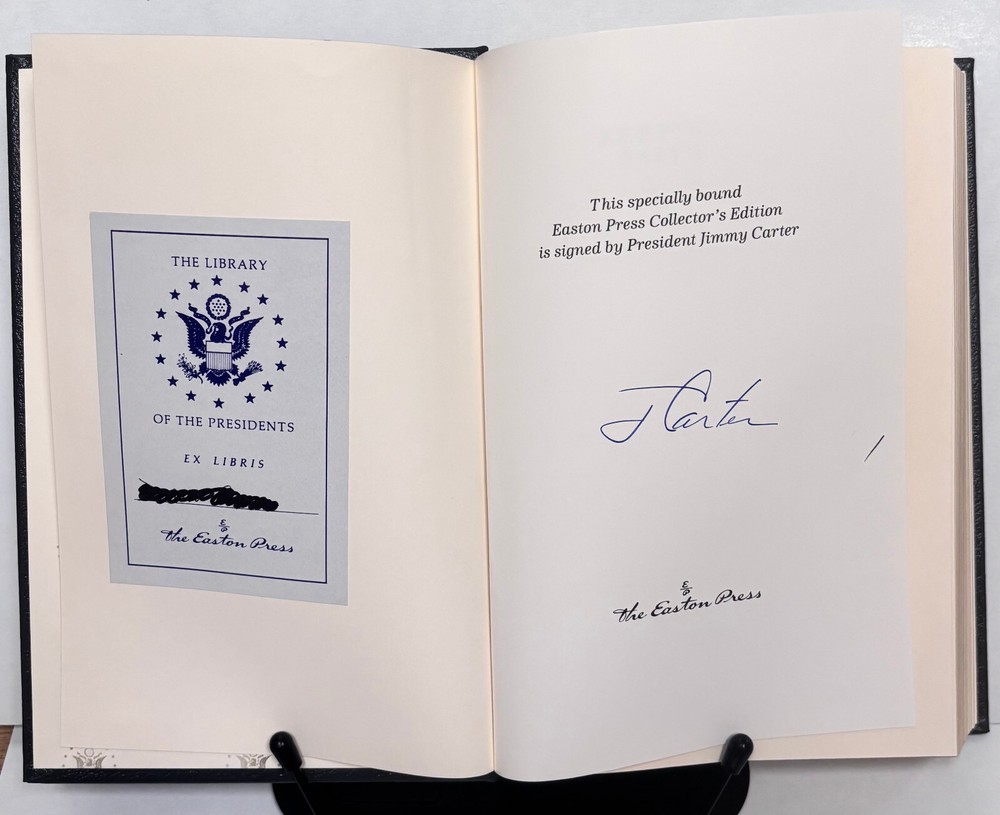 THE LIBRARY
OF THE PRESIDENTS
EX LIBRIS
E/P
the Easton Press
This specially bound
Easton Press Collector's Edition
is signed by President Jimmy Carter
J Carter
E/P
the Easton Press